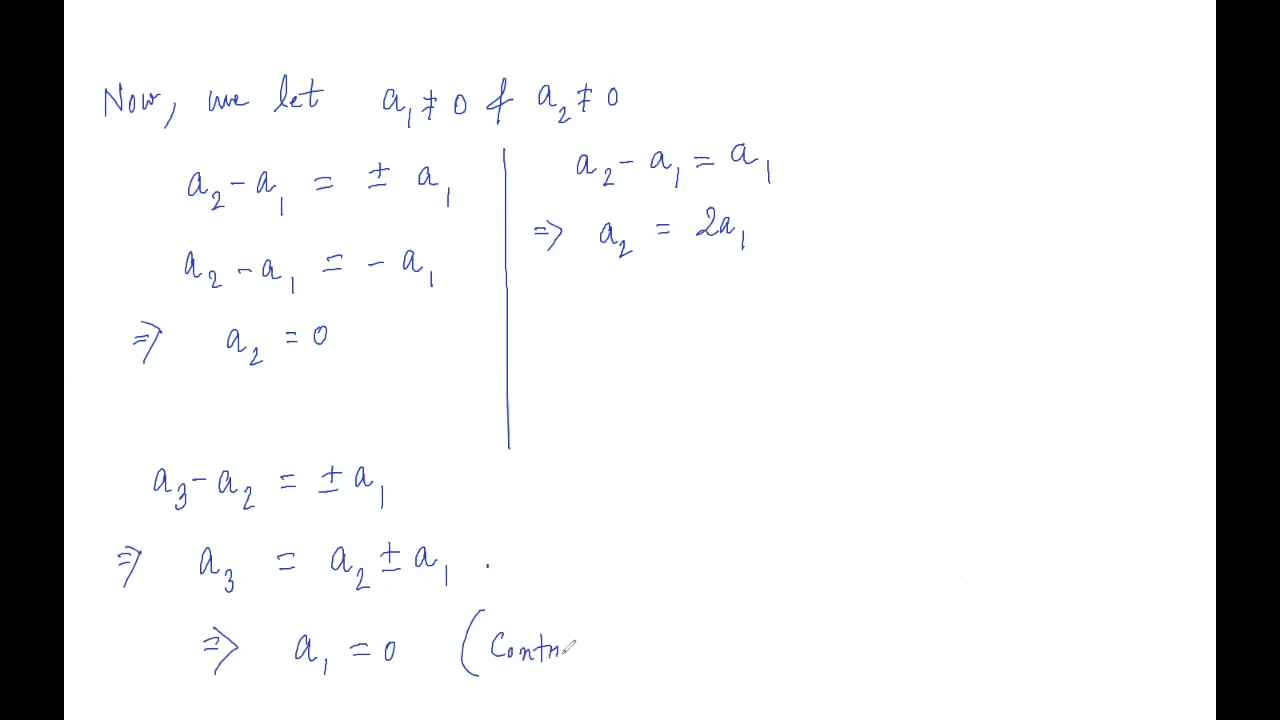 Now, we let a₁ ≠ 0 & a₂ ≠ 0
a₂ - a₁ = ± a₁
a₂ - a₁ = - a₁
⇒ a₂ = 0
a₂ - a₁ = a₁
⇒ a₂ = 2a₁
a₃ - a₂ = ± a₁
⇒ a₃ = a₂ ± a₁ .
⇒ a₁ = 0 (Contr